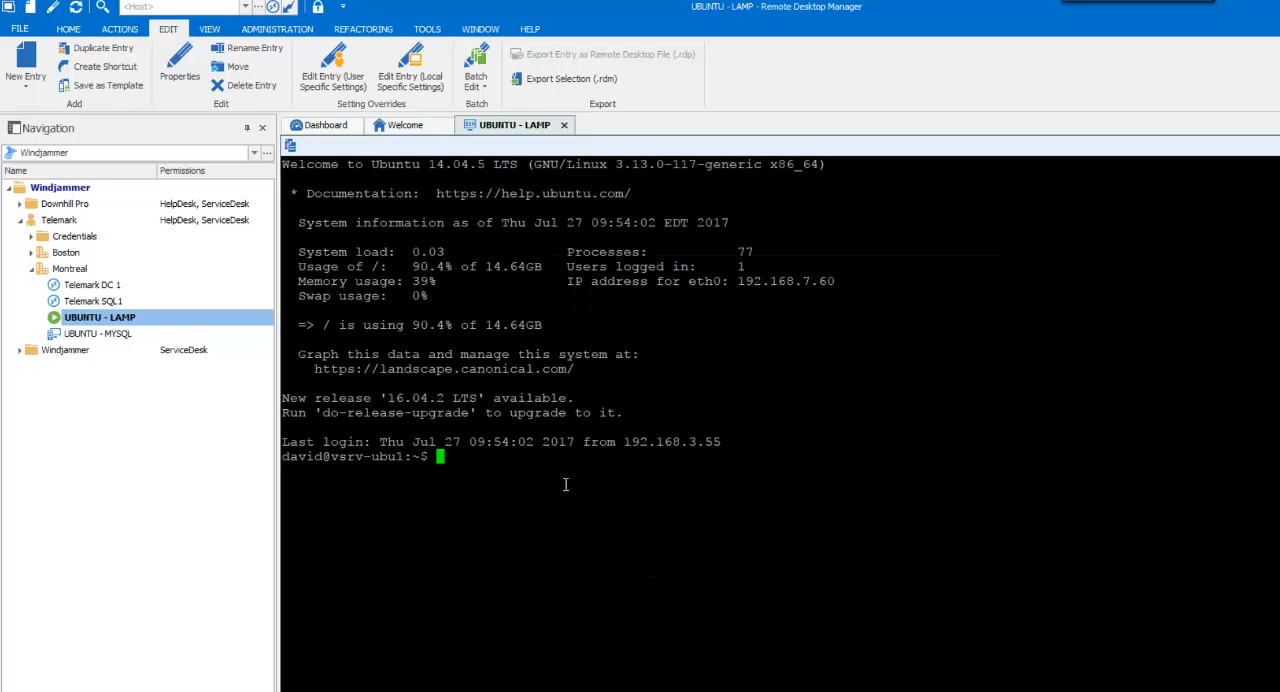 <Host>
UBUNTU - LAMP - Remote Desktop Manager
FILE HOME ACTIONS EDIT VIEW ADMINISTRATION REFACTORING TOOLS WINDOW HELP
New Entry
Duplicate Entry
Create Shortcut
Save as Template
Add
Properties
Rename Entry
Move
Delete Entry
Edit
Edit Entry (User
Specific Settings)
Edit Entry (Local
Specific Settings)
Setting Overrides
Batch
Edit
Batch
Export Entry as Remote Desktop File (.rdp)
Export Selection (.rdm)
Export
Navigation
Windjammer
Name Permissions
Windjammer
Downhill Pro HelpDesk, ServiceDesk
Telemark HelpDesk, ServiceDesk
Credentials
Boston
Montreal
Telemark DC 1
Telemark SQL1
UBUNTU - LAMP
UBUNTU - MYSQL
Windjammer ServiceDesk
Dashboard Welcome UBUNTU - LAMP
Welcome to Ubuntu 14.04.5 LTS (GNU/Linux 3.13.0-117-generic x86_64)
* Documentation: https://help.ubuntu.com/
System information as of Thu Jul 27 09:54:02 EDT 2017
System load: 0.03 Processes: 77
Usage of /: 90.4% of 14.64GB Users logged in: 1
Memory usage: 39% IP address for eth0: 192.168.7.60
Swap usage: 0%
=> / is using 90.4% of 14.64GB
Graph this data and manage this system at:
https://landscape.canonical.com/
New release '16.04.2 LTS' available.
Run 'do-release-upgrade' to upgrade to it.
Last login: Thu Jul 27 09:54:02 2017 from 192.168.3.55
david@vsrv-ubu1:~$